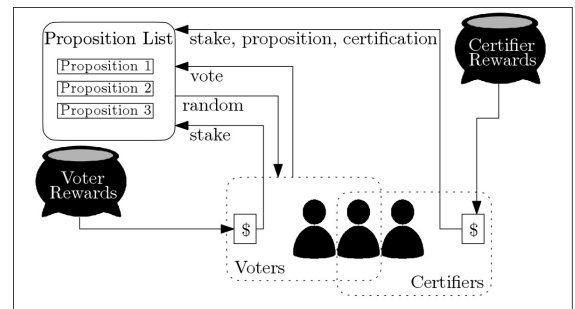 Proposition List
Proposition 1
Proposition 2
Proposition 3
stake, proposition, certification
vote
random
stake
Certifier
Rewards
Voter
Rewards
$
$
Voters
Certifiers